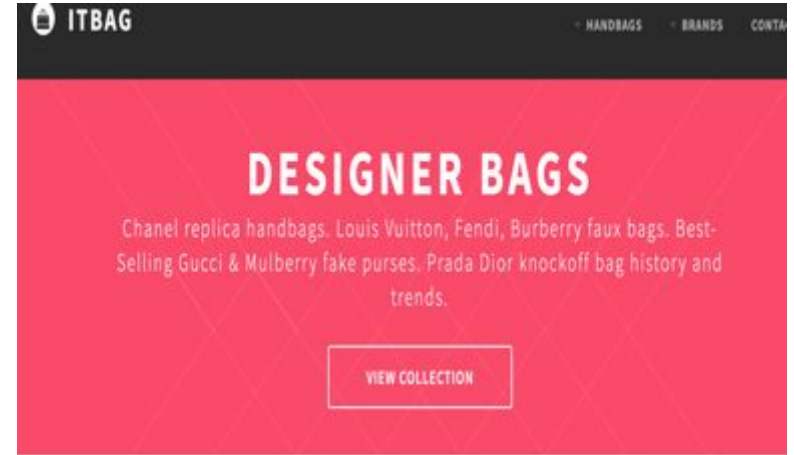 ITBAG
HANDBAGS BRANDS CONTA
DESIGNER BAGS
Chanel replica handbags. Louis Vuitton, Fendi, Burberry faux bags. Best-
Selling Gucci & Mulberry fake purses. Prada Dior knockoff bag history and
trends.
VIEW COLLECTION